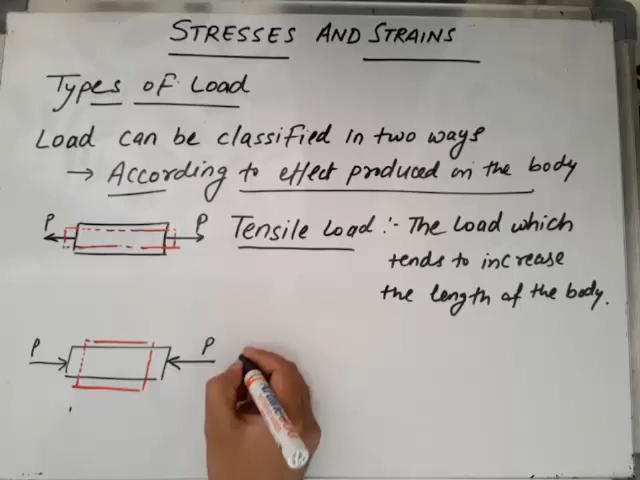 STRESSES AND STRAINS
Types of Load
Load can be classified in two ways
→ According to effect produced on the body
P P Tensile Load :- The Load which
tends to increase
the length of the body.
P P